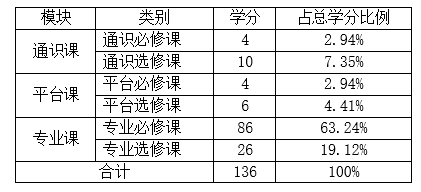 模块 类别 学分 占总学分比例
通识课 通识必修课 4 2.94%
通识选修课 10 7.35%
平台课 平台必修课 4 2.94%
平台选修课 6 4.41%
专业课 专业必修课 86 63.24%
专业选修课 26 19.12%
合计 136 100%